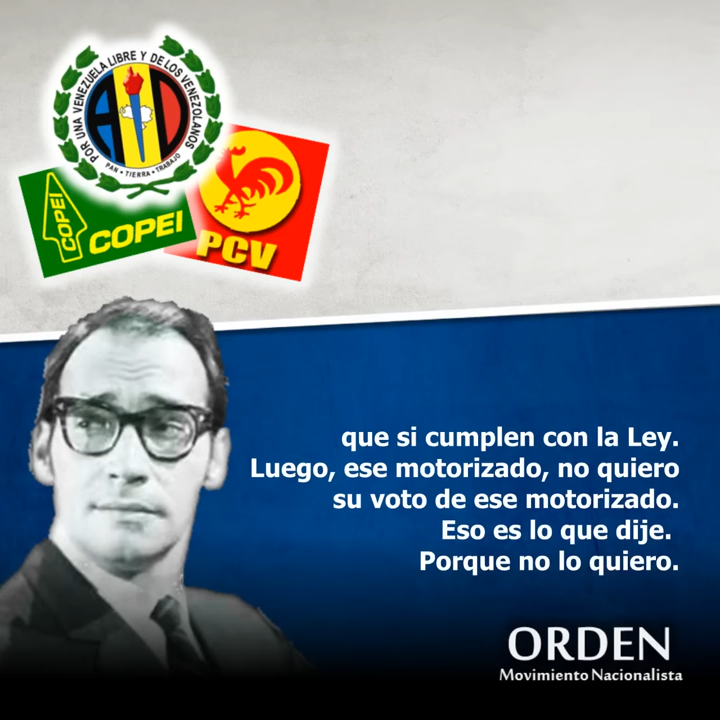 POR UNA VENEZUELA LIBRE Y DE LOS VENEZOLANOS
AD
PAN • TIERRA • TRABAJO
COPEI
COPEI
PCV
que si cumplen con la Ley.
Luego, ese motorizado, no quiero
su voto de ese motorizado.
Eso es lo que dije.
Porque no lo quiero.
ORDEN
Movimiento Nacionalista